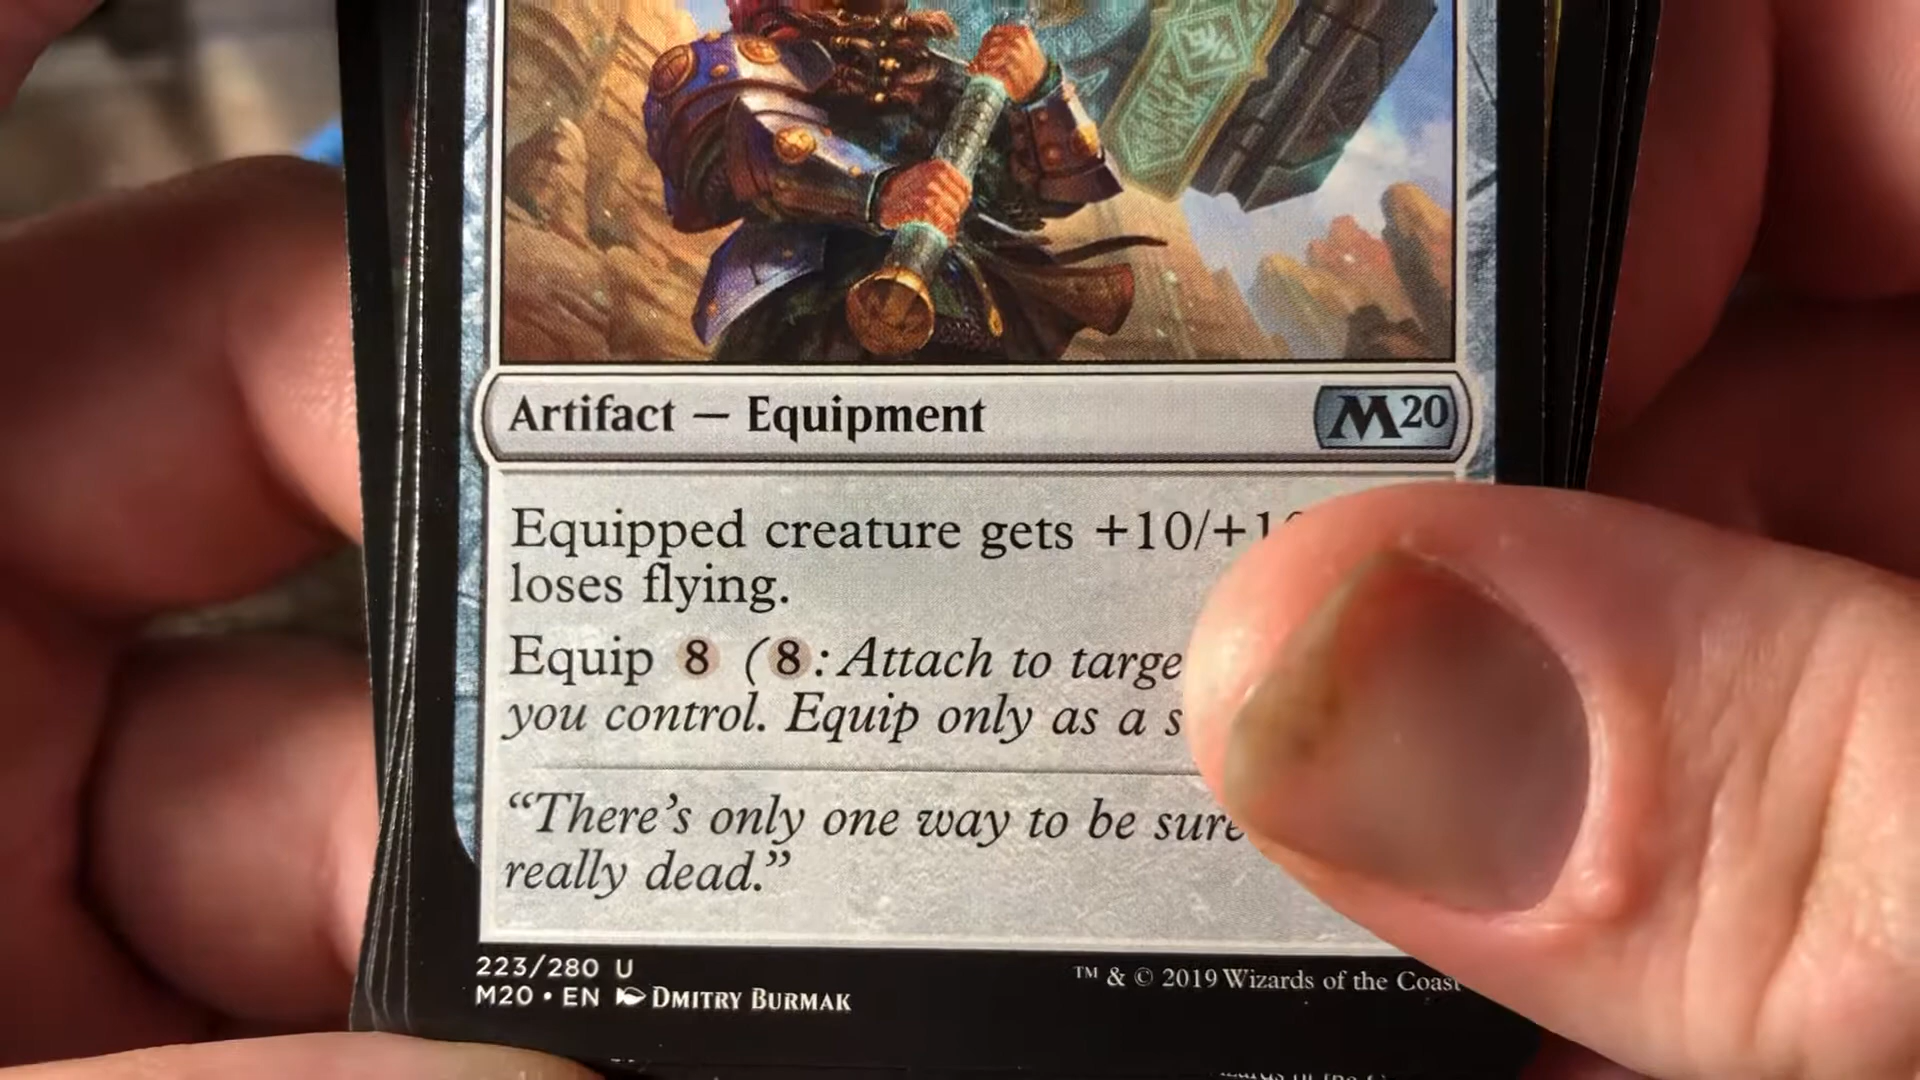 Artifact — Equipment M20
Equipped creature gets +10/+10
loses flying.
Equip 8 (8: Attach to targe
you control. Equip only as a s
“There’s only one way to be sure
really dead.”
223/280 U
M20 • EN DMITRY BURMAK
™ & © 2019 Wizards of the Coast